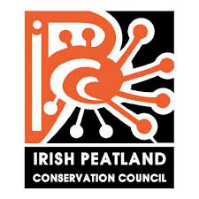 IRISH PEATLAND
CONSERVATION COUNCIL